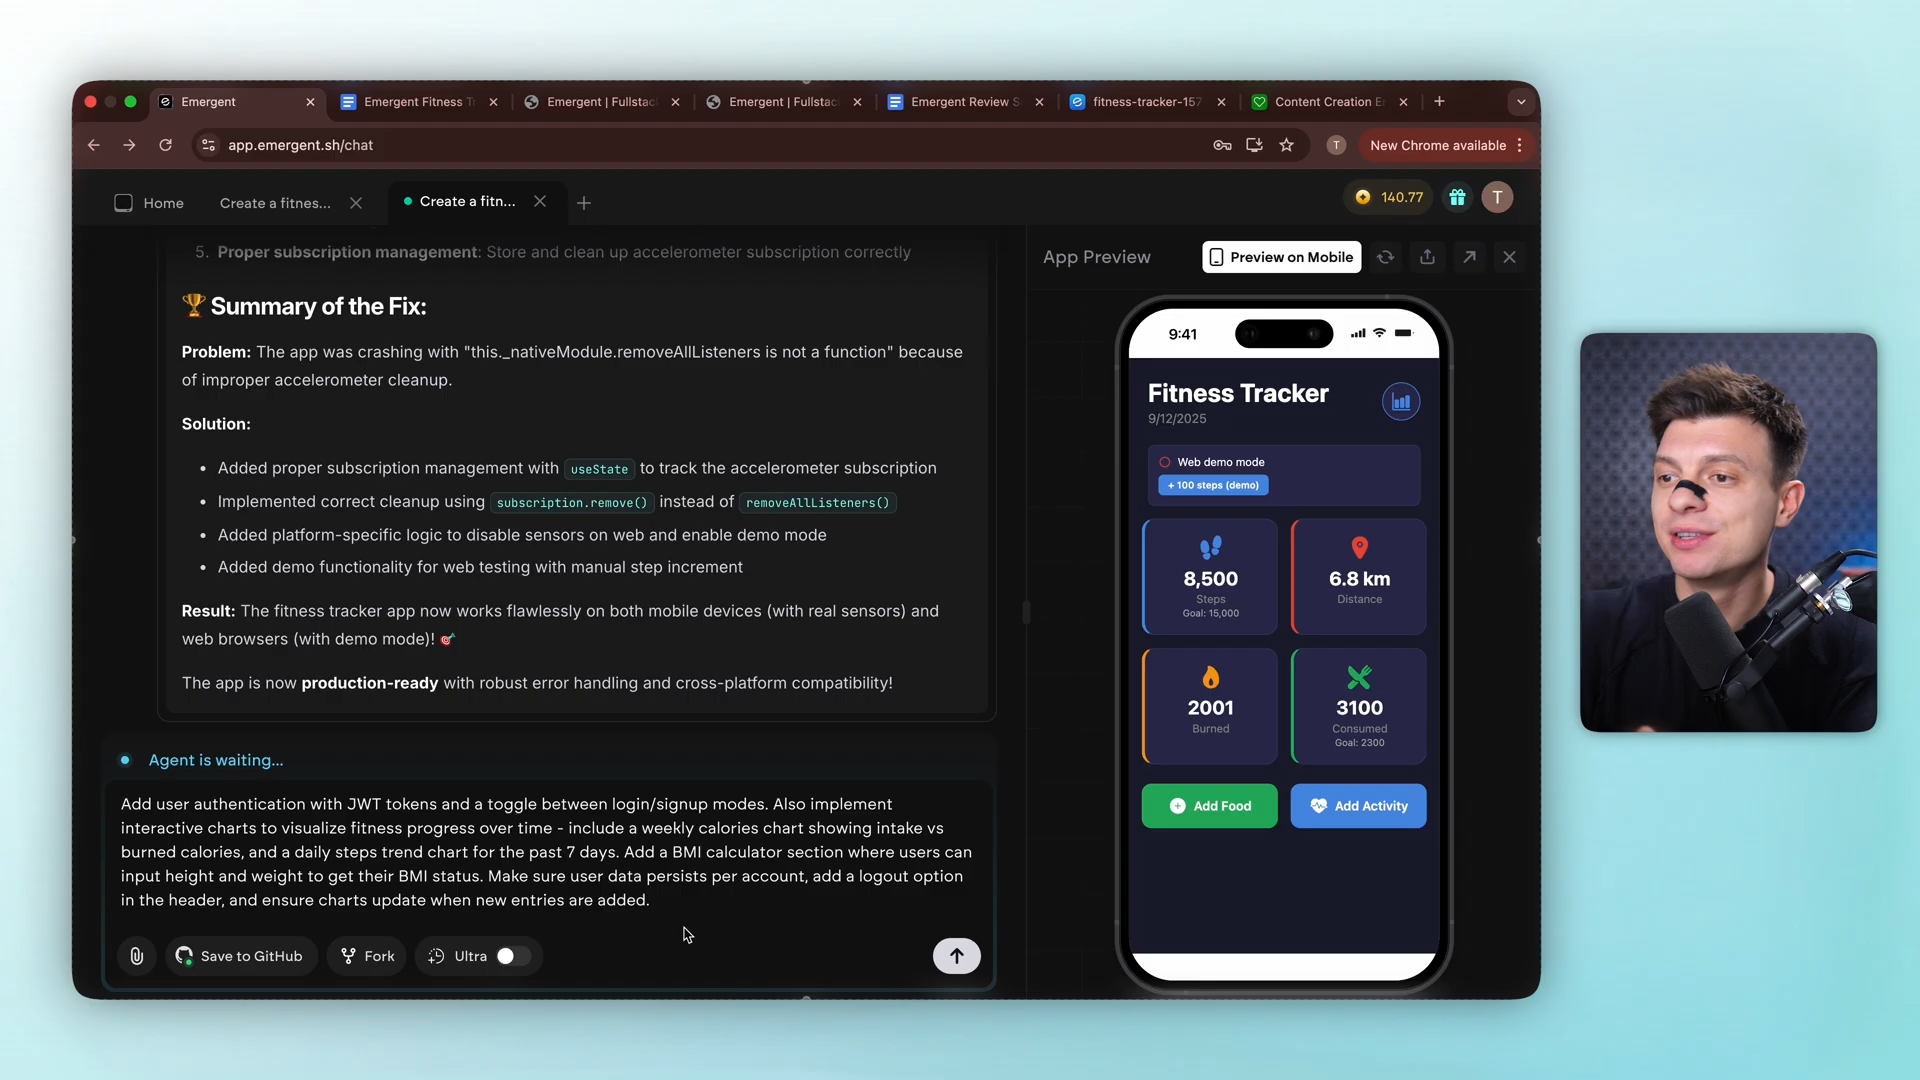 Emergent
Emergent Fitness T
Emergent | Fullstac
Emergent | Fullstac
Emergent Review S
fitness-tracker-157
Content Creation E
app.emergent.sh/chat
T
New Chrome available
Home
Create a fitnes...
Create a fitn...
140.77
T
5. Proper subscription management: Store and clean up accelerometer subscription correctly
🏆 Summary of the Fix:
Problem: The app was crashing with "this._nativeModule.removeAllListeners is not a function" because
of improper accelerometer cleanup.
Solution:
• Added proper subscription management with useState to track the accelerometer subscription
• Implemented correct cleanup using subscription.remove() instead of removeAllListeners()
• Added platform-specific logic to disable sensors on web and enable demo mode
• Added demo functionality for web testing with manual step increment
Result: The fitness tracker app now works flawlessly on both mobile devices (with real sensors) and
web browsers (with demo mode)! 🎯
The app is now production-ready with robust error handling and cross-platform compatibility!
Agent is waiting...
Add user authentication with JWT tokens and a toggle between login/signup modes. Also implement
interactive charts to visualize fitness progress over time - include a weekly calories chart showing intake vs
burned calories, and a daily steps trend chart for the past 7 days. Add a BMI calculator section where users can
input height and weight to get their BMI status. Make sure user data persists per account, add a logout option
in the header, and ensure charts update when new entries are added.
Save to GitHub
Fork
Ultra
App Preview
Preview on Mobile
9:41
Fitness Tracker
9/12/2025
Web demo mode
+ 100 steps (demo)
8,500
Steps
Goal: 15,000
6.8 km
Distance
2001
Burned
3100
Consumed
Goal: 2300
Add Food
Add Activity